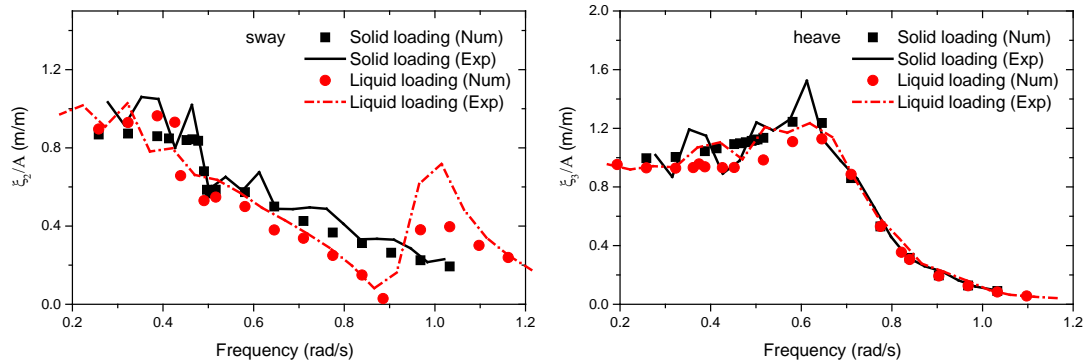 sway
Solid loading (Num)
Solid loading (Exp)
Liquid loading (Num)
Liquid loading (Exp)
ξ₂/A (m/m)
1.2
0.8
0.4
0.0
0.2 0.4 0.6 0.8 1.0 1.2
Frequency (rad/s)
heave
Solid loading (Num)
Solid loading (Exp)
Liquid loading (Num)
Liquid loading (Exp)
ξ₃/A (m/m)
2.0
1.6
1.2
0.8
0.4
0.0
0.2 0.4 0.6 0.8 1.0 1.2
Frequency (rad/s)